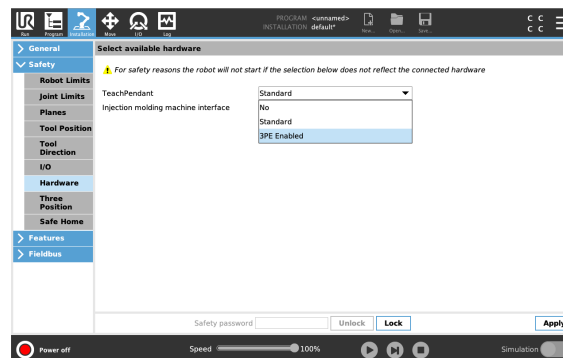 UR
Run
Program
Installation
Move
I/O
Log
PROGRAM <unnamed>
INSTALLATION default*
New...
Open...
Save...
C C
C C
General
Safety
Robot Limits
Joint Limits
Planes
Tool Position
Tool
Direction
I/O
Hardware
Three
Position
Safe Home
Features
Fieldbus
Select available hardware
For safety reasons the robot will not start if the selection below does not reflect the connected hardware
TeachPendant
Standard
Injection molding machine interface
No
Standard
3PE Enabled
Safety password
Unlock
Lock
Apply
Power off
Speed
100%
Simulation